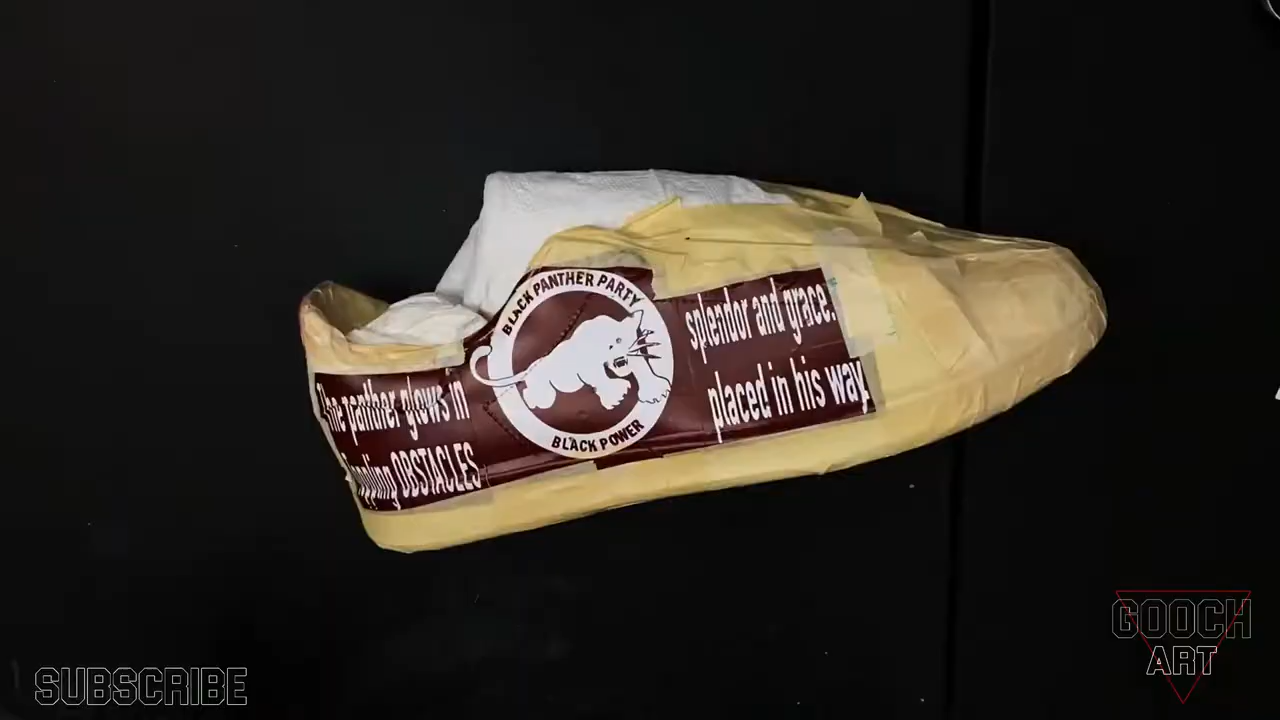 BLACK PANTHER PARTY
BLACK POWER
The panther glows in
splendor and grace.
OBSTACLES
placed in his way
SUBSCRIBE
GOOCH
ART